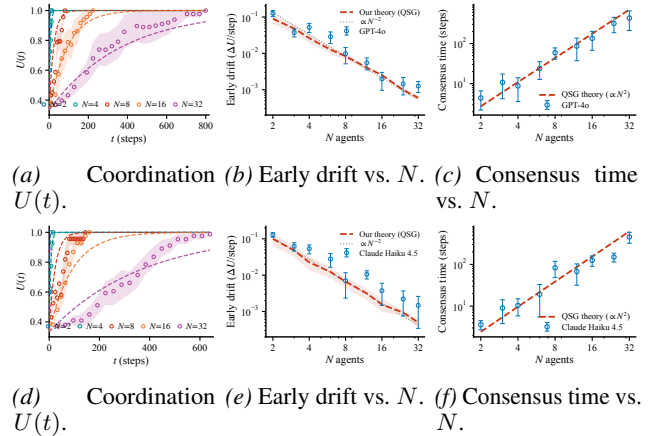 1.0
0.8
0.6
0.4
U(t)
N=2 N=4 N=8 N=16 N=32
0 200 400 600 800
t (steps)
10⁻¹
10⁻²
10⁻³
Early drift (ΔU/step)
Our theory (QSG)
∝N⁻²
GPT-4o
2 4 8 16 32
N agents
10²
10¹
Consensus time (steps)
QSG theory (∝N²)
GPT-4o
2 4 8 16 32
N agents
(a) Coordination U(t).
(b) Early drift vs. N.
(c) Consensus time vs. N.
1.0
0.8
0.6
0.4
U(t)
N=2 N=4 N=8 N=16 N=32
0 200 400 600
t (steps)
10⁻¹
10⁻²
10⁻³
Early drift (ΔU/step)
Our theory (QSG)
∝N⁻²
Claude Haiku 4.5
2 4 8 16 32
N agents
10²
10¹
Consensus time (steps)
QSG theory (∝N²)
Claude Haiku 4.5
2 4 8 16 32
N agents
(d) Coordination U(t).
(e) Early drift vs. N.
(f) Consensus time vs. N.